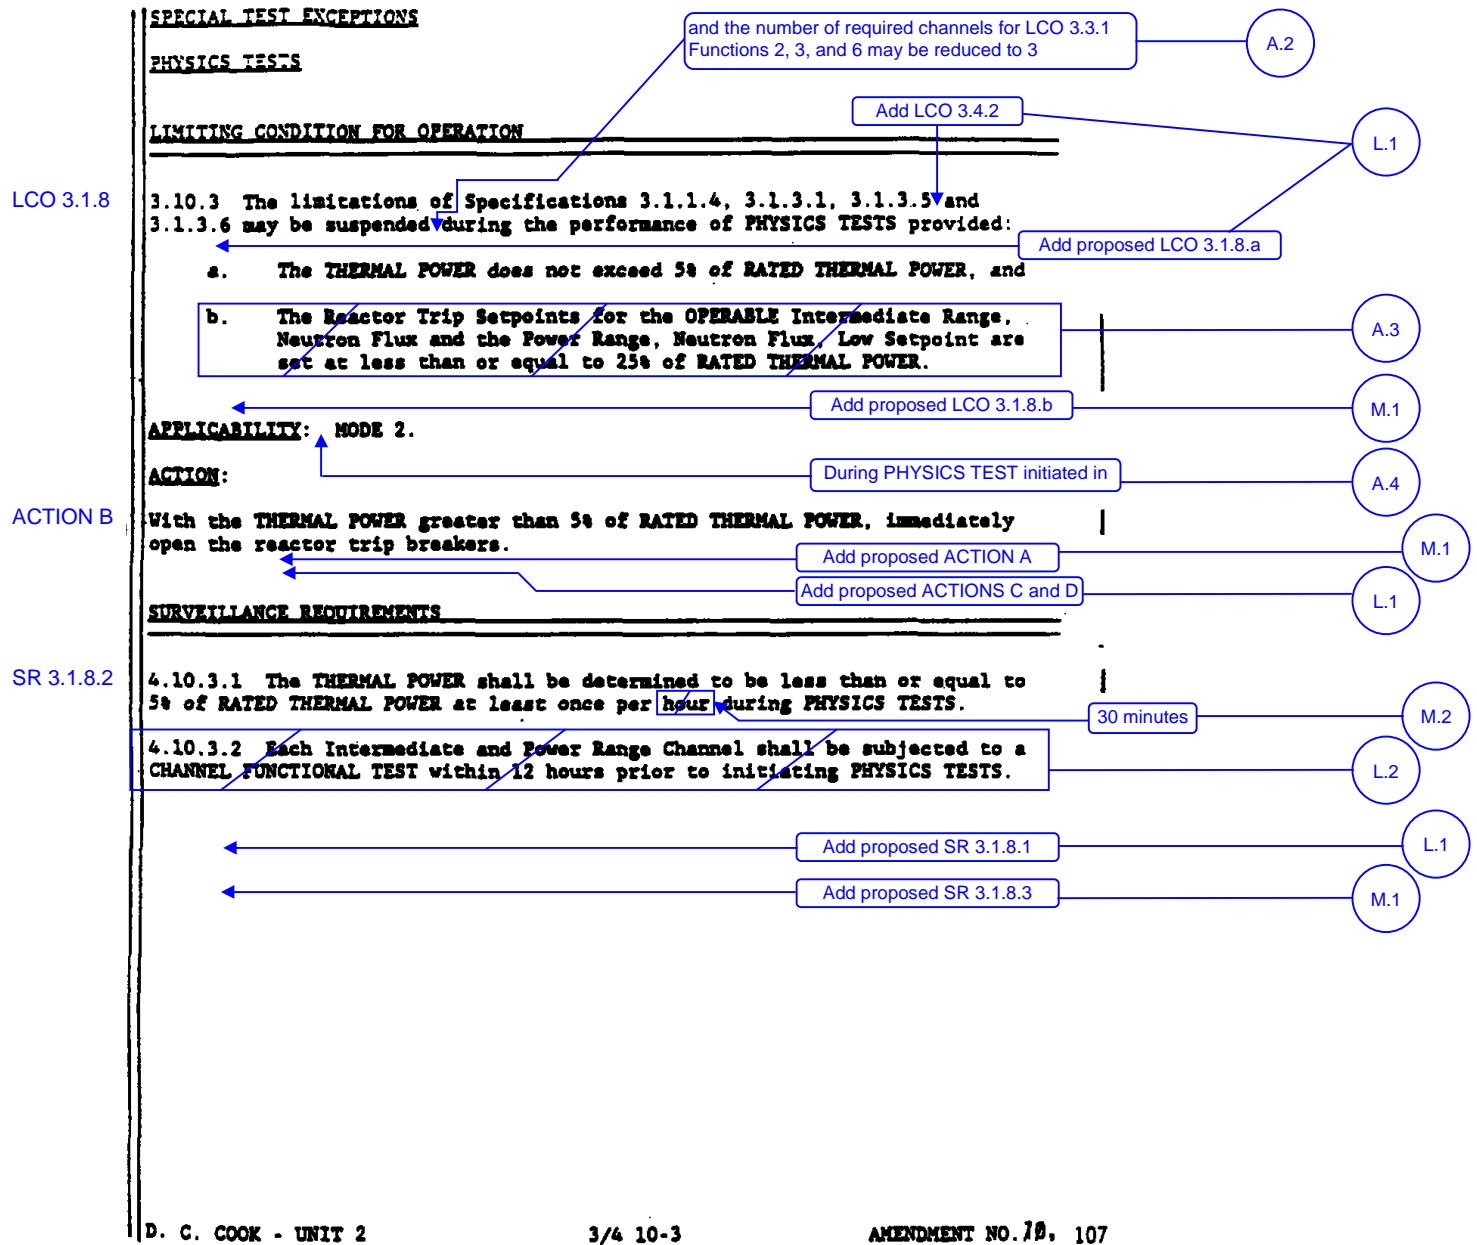 SPECIAL TEST EXCEPTIONS
and the number of required channels for LCO 3.3.1
Functions 2, 3, and 6 may be reduced to 3
A.2
PHYSICS TESTS
Add LCO 3.4.2
LIMITING CONDITION FOR OPERATION
L.1
LCO 3.1.8
3.10.3 The limitations of Specifications 3.1.1.4, 3.1.3.1, 3.1.3.5 and
3.1.3.6 may be suspended during the performance of PHYSICS TESTS provided:
Add proposed LCO 3.1.8.a
a. The THERMAL POWER does not exceed 5% of RATED THERMAL POWER, and
b. The Reactor Trip Setpoints for the OPERABLE Intermediate Range,
Neutron Flux and the Power Range, Neutron Flux, Low Setpoint are
set at less than or equal to 25% of RATED THERMAL POWER.
A.3
Add proposed LCO 3.1.8.b
M.1
APPLICABILITY: MODE 2.
During PHYSICS TEST initiated in
A.4
ACTION:
ACTION B
With the THERMAL POWER greater than 5% of RATED THERMAL POWER, immediately
open the reactor trip breakers.
Add proposed ACTION A
M.1
Add proposed ACTIONS C and D
L.1
SURVEILLANCE REQUIREMENTS
SR 3.1.8.2
4.10.3.1 The THERMAL POWER shall be determined to be less than or equal to
5% of RATED THERMAL POWER at least once per hour during PHYSICS TESTS.
30 minutes
M.2
4.10.3.2 Each Intermediate and Power Range Channel shall be subjected to a
CHANNEL FUNCTIONAL TEST within 12 hours prior to initiating PHYSICS TESTS.
L.2
Add proposed SR 3.1.8.1
L.1
Add proposed SR 3.1.8.3
M.1
D. C. COOK - UNIT 2 3/4 10-3 AMENDMENT NO. 107